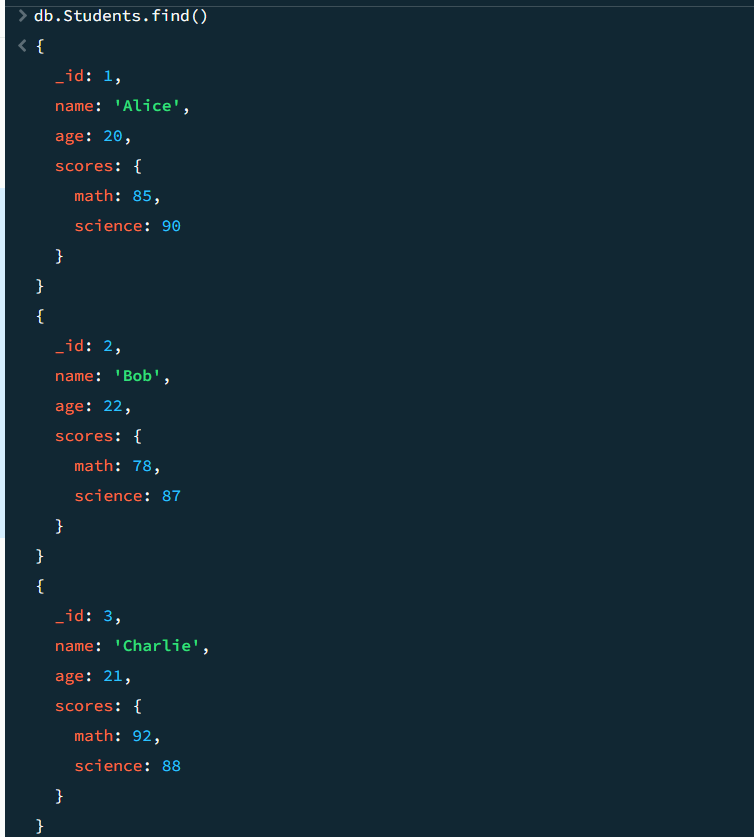 > db.Students.find()
< {
_id: 1,
name: 'Alice',
age: 20,
scores: {
math: 85,
science: 90
}
}
{
_id: 2,
name: 'Bob',
age: 22,
scores: {
math: 78,
science: 87
}
}
{
_id: 3,
name: 'Charlie',
age: 21,
scores: {
math: 92,
science: 88
}
}